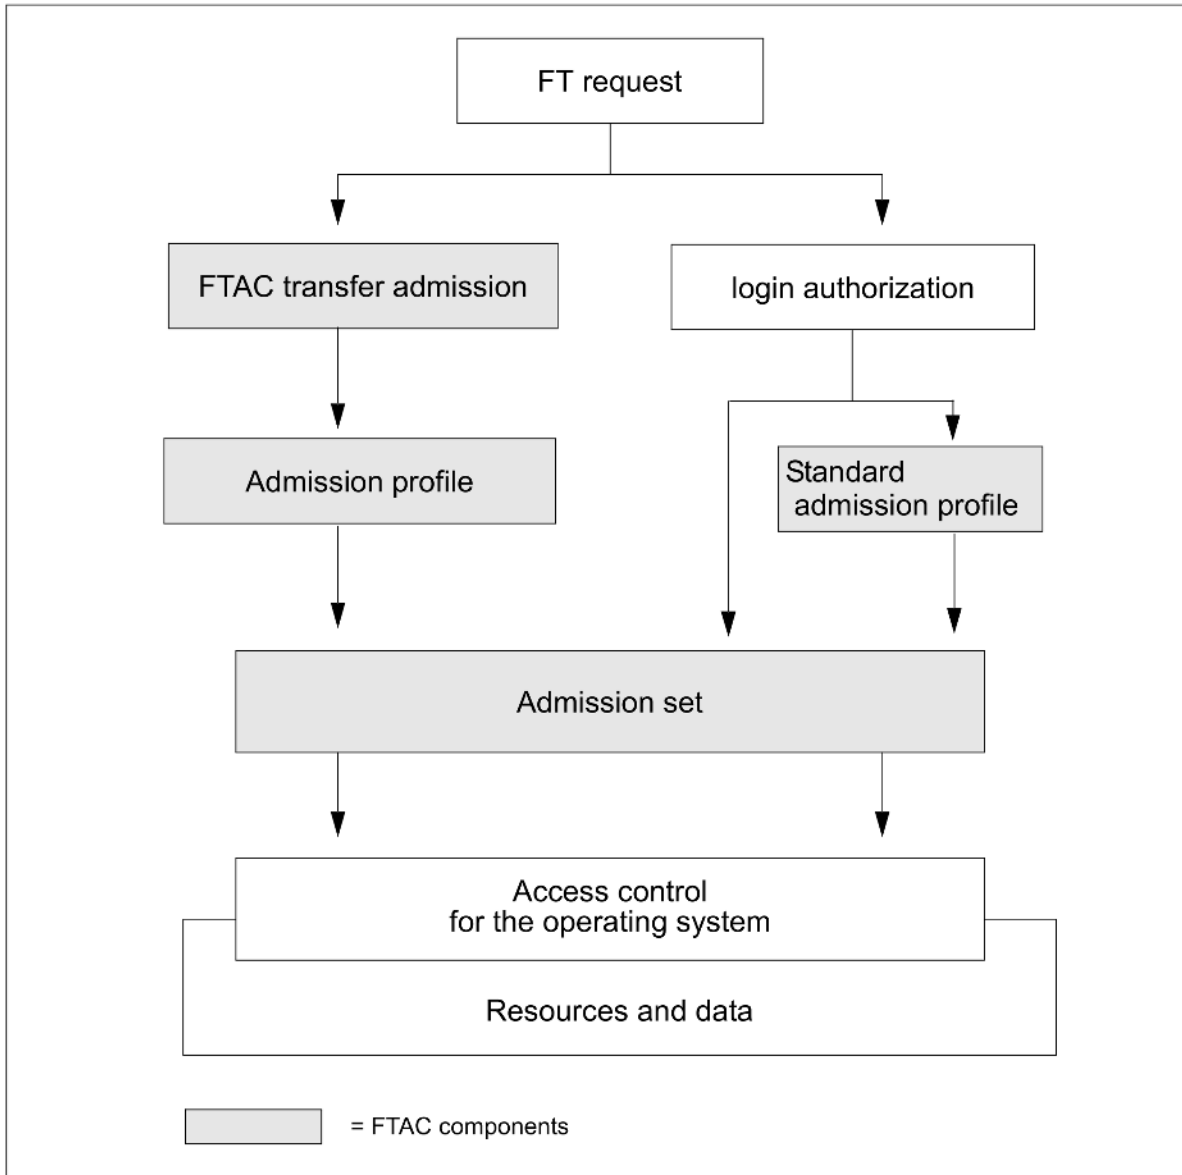 FT request
FTAC transfer admission
login authorization
Admission profile
Standard
admission profile
Admission set
Access control
for the operating system
Resources and data
= FTAC components